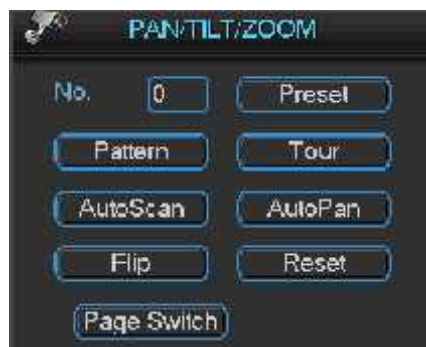 PAN/TILT/ZOOM
No. 0 Preset
Pattern Tour
AutoScan AutoPan
Flip Reset
Page Switch